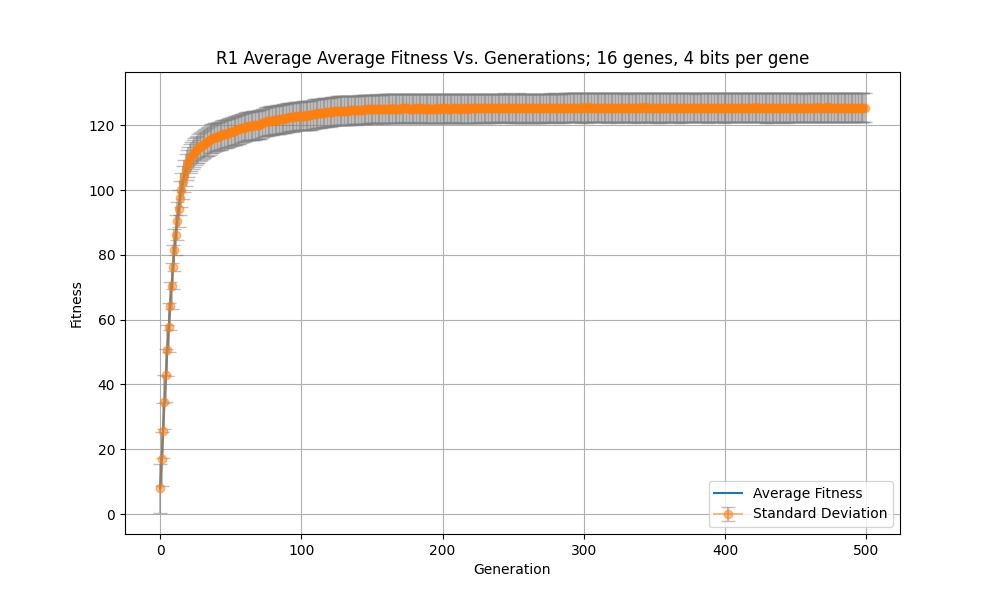 R1 Average Average Fitness Vs. Generations; 16 genes, 4 bits per gene
Fitness
120
100
80
60
40
20
0
0 100 200 300 400 500
Generation
Average Fitness
Standard Deviation